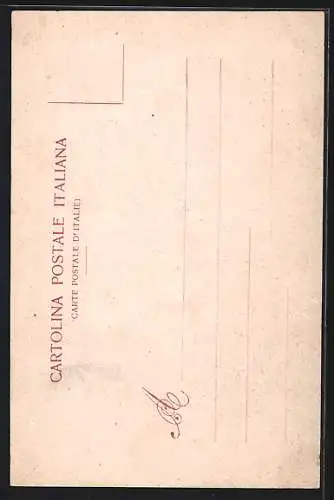 CARTOLINA POSTALE ITALIANA
(CARTE POSTALE D'ITALIE)
A